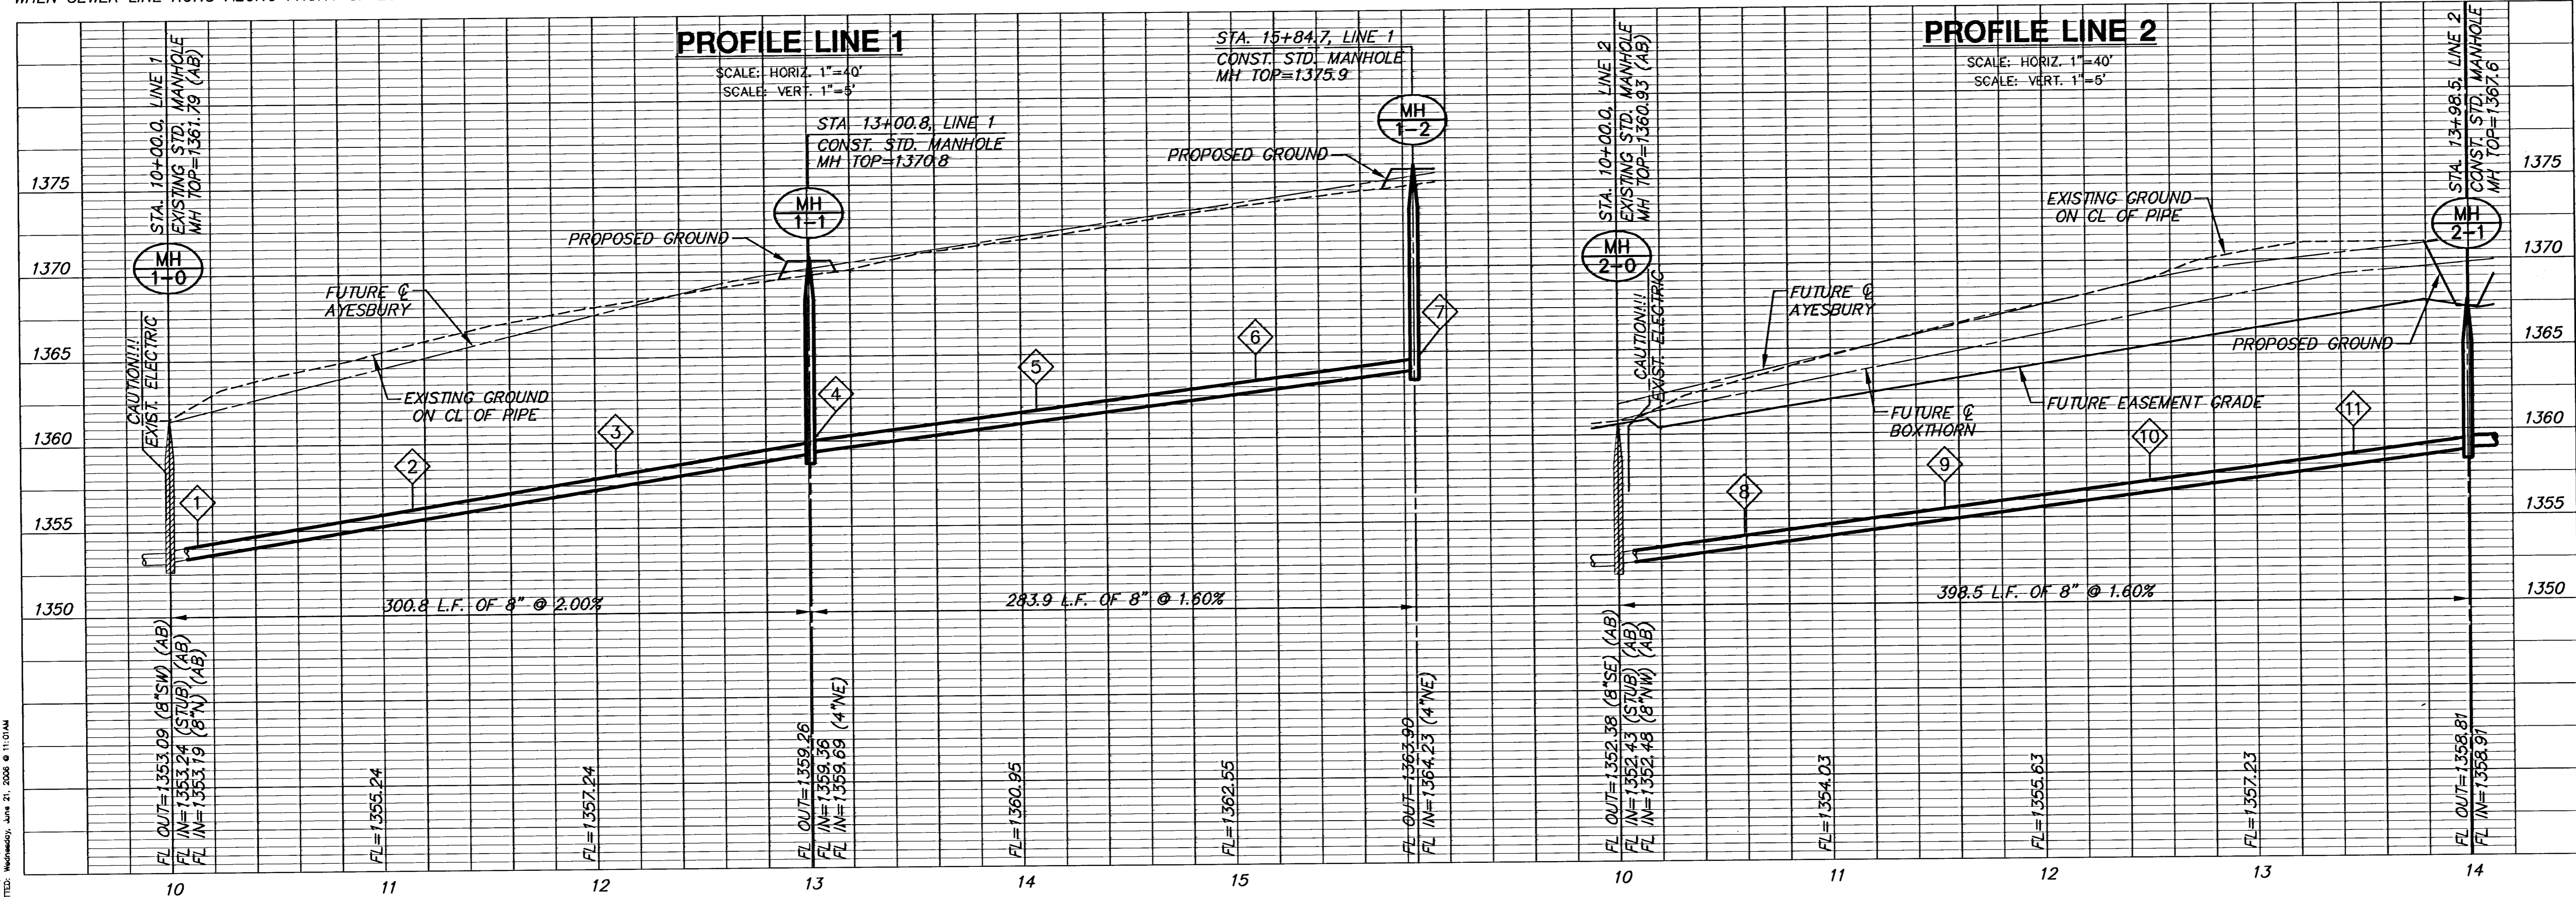 PROFILE LINE 1
SCALE: HORIZ. 1"=40'
SCALE: VERT. 1"=5'
STA. 10+00.0, LINE 1
EXISTING STD. MANHOLE
MH TOP=1361.79 (AB)
MH
1-0
CAUTION!!!
EXIST. ELECTRIC
STA. 13+00.8, LINE 1
CONST. STD. MANHOLE
MH TOP=1370.8
MH
1-1
PROPOSED GROUND
STA. 15+84.7, LINE 1
CONST. STD. MANHOLE
MH TOP=1375.9
MH
1-2
PROPOSED GROUND
FUTURE ℄
AYESBURY
EXISTING GROUND
ON CL OF PIPE
1375
1370
1365
1360
1355
1350
1
2
3
4
5
6
7
300.8 L.F. OF 8" @ 2.00%
283.9 L.F. OF 8" @ 1.60%
FL OUT=1353.09 (8"SW) (AB)
FL IN=1353.24 (STUB) (AB)
FL IN=1353.19 (8"N) (AB)
FL=1355.24
FL=1357.24
FL OUT=1359.26
FL IN=1359.36
FL IN=1359.69 (4"NE)
FL=1360.95
FL=1362.55
FL OUT=1363.90
FL IN=1364.23 (4"NE)
10
11
12
13
14
15
PROFILE LINE 2
SCALE: HORIZ. 1"=40'
SCALE: VERT. 1"=5'
STA. 10+00.0, LINE 2
EXISTING STD. MANHOLE
MH TOP=1360.93 (AB)
MH
2-0
CAUTION!!!
EXIST. ELECTRIC
FUTURE ℄
AYESBURY
EXISTING GROUND
ON CL OF PIPE
FUTURE ℄
BOXTHORN
FUTURE EASEMENT GRADE
PROPOSED GROUND
STA. 13+98.5, LINE 2
CONST. STD. MANHOLE
MH TOP=1367.6
MH
2-1
8
9
10
11
398.5 L.F. OF 8" @ 1.60%
FL OUT=1352.38 (8"SE) (AB)
FL IN=1352.43 (STUB) (AB)
FL IN=1352.48 (8"NW) (AB)
FL=1354.03
FL=1355.63
FL=1357.23
FL OUT=1358.81
FL IN=1358.91
10
11
12
13
14
1375
1370
1365
1360
1355
1350
TTED: Wednesday, June 21, 2006 @ 11:01AM